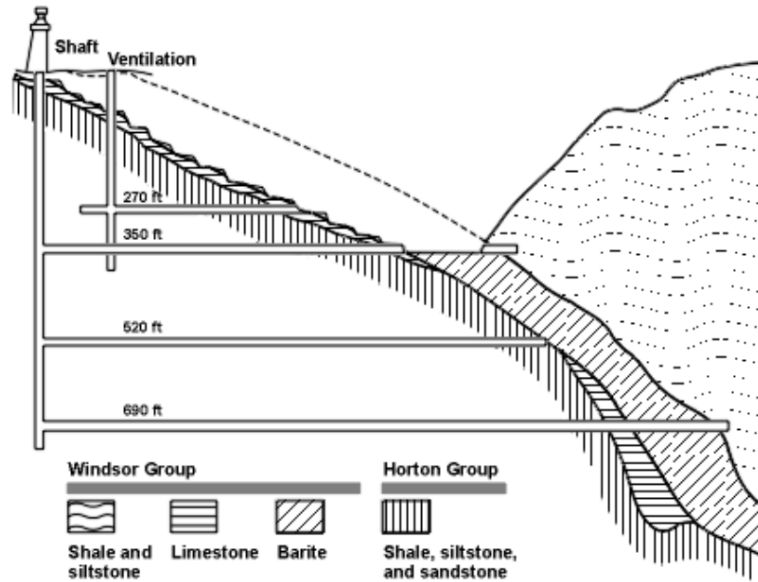 Shaft
Ventilation
270 ft
350 ft
520 ft
690 ft
Windsor Group
Horton Group
Shale and
siltstone
Limestone
Barite
Shale, siltstone,
and sandstone